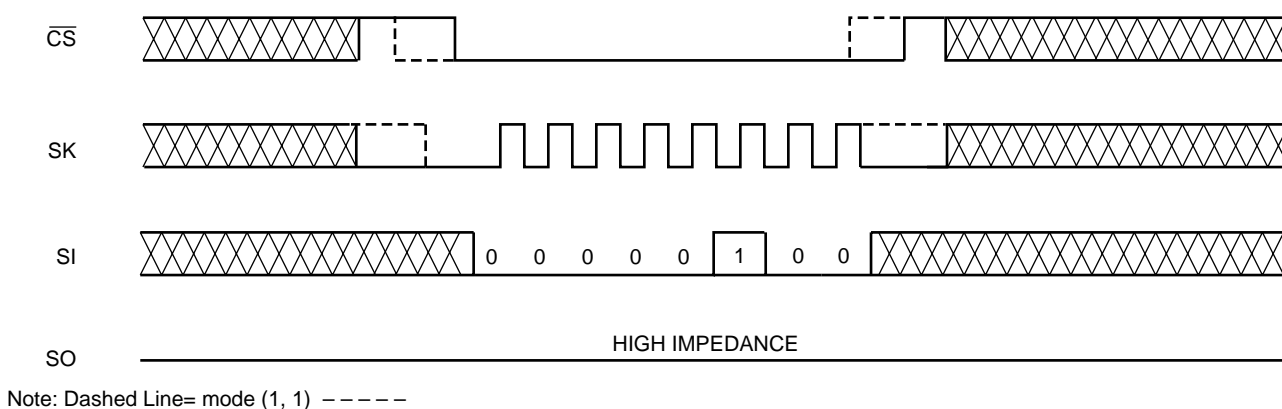 CS
SK
SI 0 0 0 0 0 1 0 0
SO HIGH IMPEDANCE
Note: Dashed Line= mode (1, 1) – – – – –